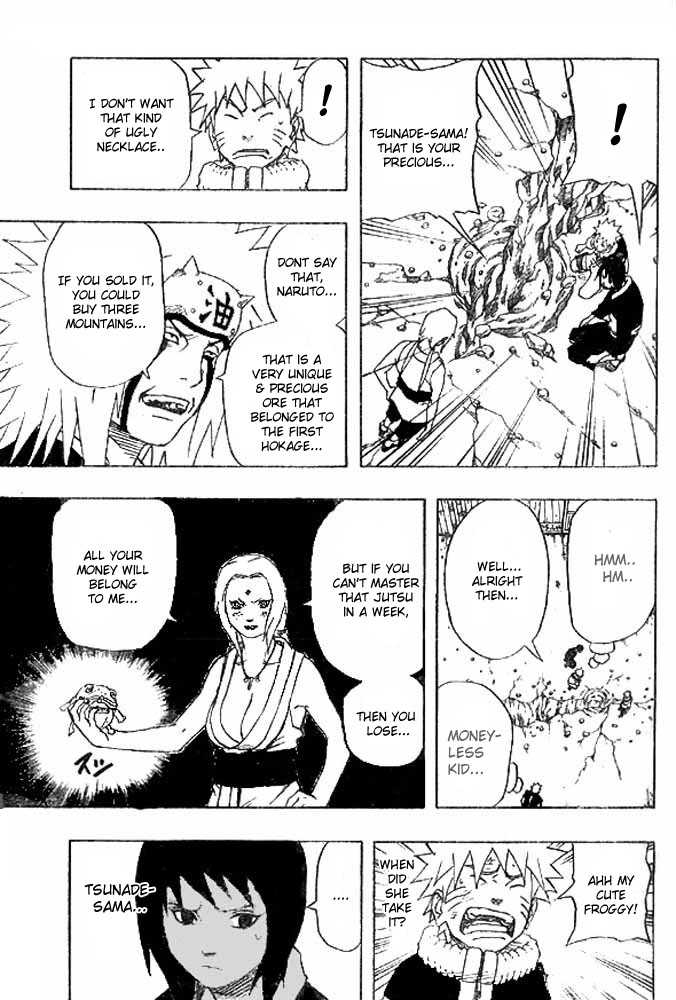 !
TSUNADE-SAMA!
THAT IS YOUR
PRECIOUS...
!
I DON'T WANT
THAT KIND
OF UGLY
NECKLACE..
DONT SAY
THAT,
NARUTO...
THAT IS A
VERY UNIQUE
& PRECIOUS
ORE THAT
BELONGED TO
THE FIRST
HOKAGE...
IF YOU SOLD IT,
YOU COULD
BUY THREE
MOUNTAINS...
油
HMM..
HM..
WELL...
ALRIGHT
THEN...
MONEY-
LESS
KID...
BUT IF YOU
CAN'T MASTER
THAT JUTSU
IN A WEEK,
THEN YOU
LOSE...
ALL YOUR
MONEY WILL
BELONG
TO ME...
ズッ
AHH MY
CUTE
FROGGY!
WHEN
DID
SHE
TAKE
IT?
....
TSUNADE-
SAMA...